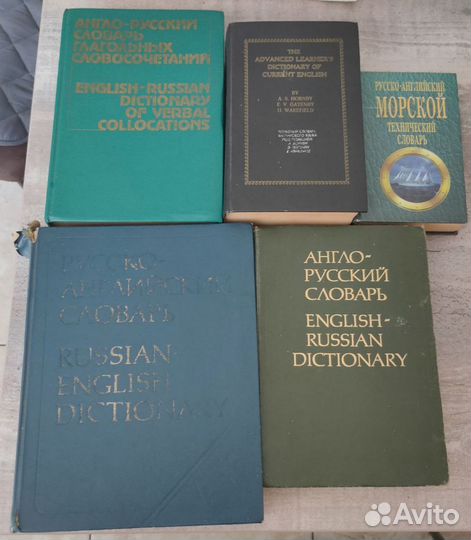 АНГЛО-РУССКИЙ
СЛОВАРЬ
ГЛАГОЛЬНЫХ
СЛОВОСОЧЕТАНИЙ
ENGLISH-RUSSIAN
DICTIONARY
OF VERBAL
COLLOCATIONS
THE
ADVANCED LEARNER'S
DICTIONARY OF
CURRENT ENGLISH
BY
A. S. HORNBY
E. V. GATENBY
H. WAKEFIELD
РУССКО-АНГЛИЙСКИЙ
МОРСКОЙ
ТЕХНИЧЕСКИЙ
СЛОВАРЬ
РУССКО-
АНГЛИЙСКИЙ
СЛОВАРЬ
RUSSIAN-
ENGLISH
DICTIONARY
АНГЛО-
РУССКИЙ
СЛОВАРЬ
ENGLISH-
RUSSIAN
DICTIONARY
Avito